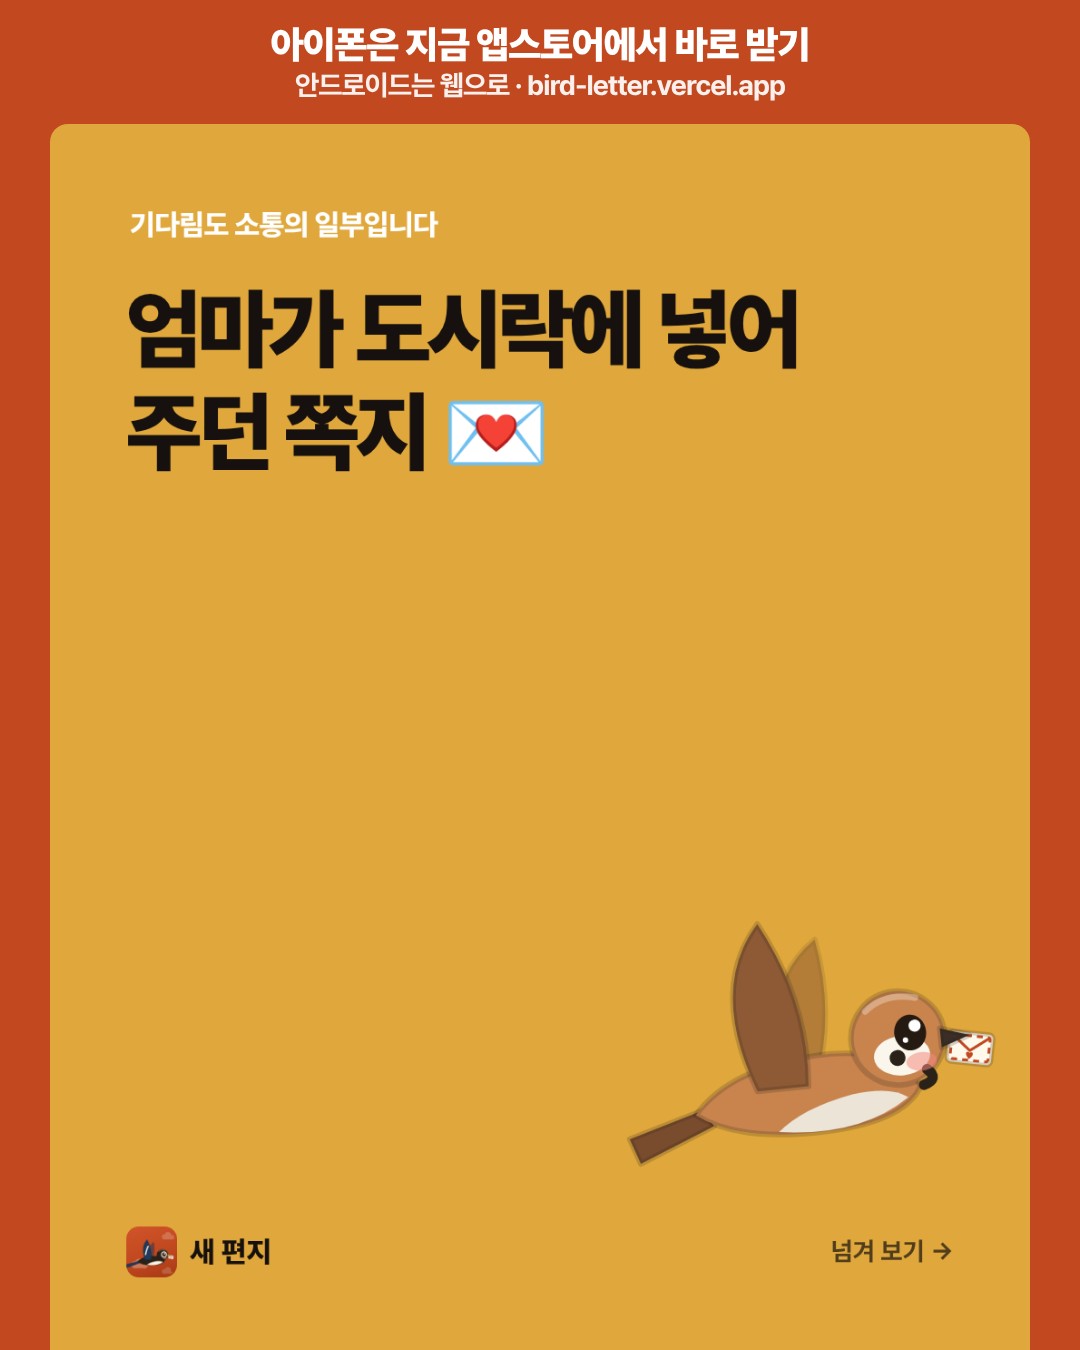 아이폰은 지금 앱스토어에서 바로 받기
안드로이드는 웹으로 · bird-letter.vercel.app
기다림도 소통의 일부입니다
엄마가 도시락에 넣어
주던 쪽지 💌
새 편지
넘겨 보기 →